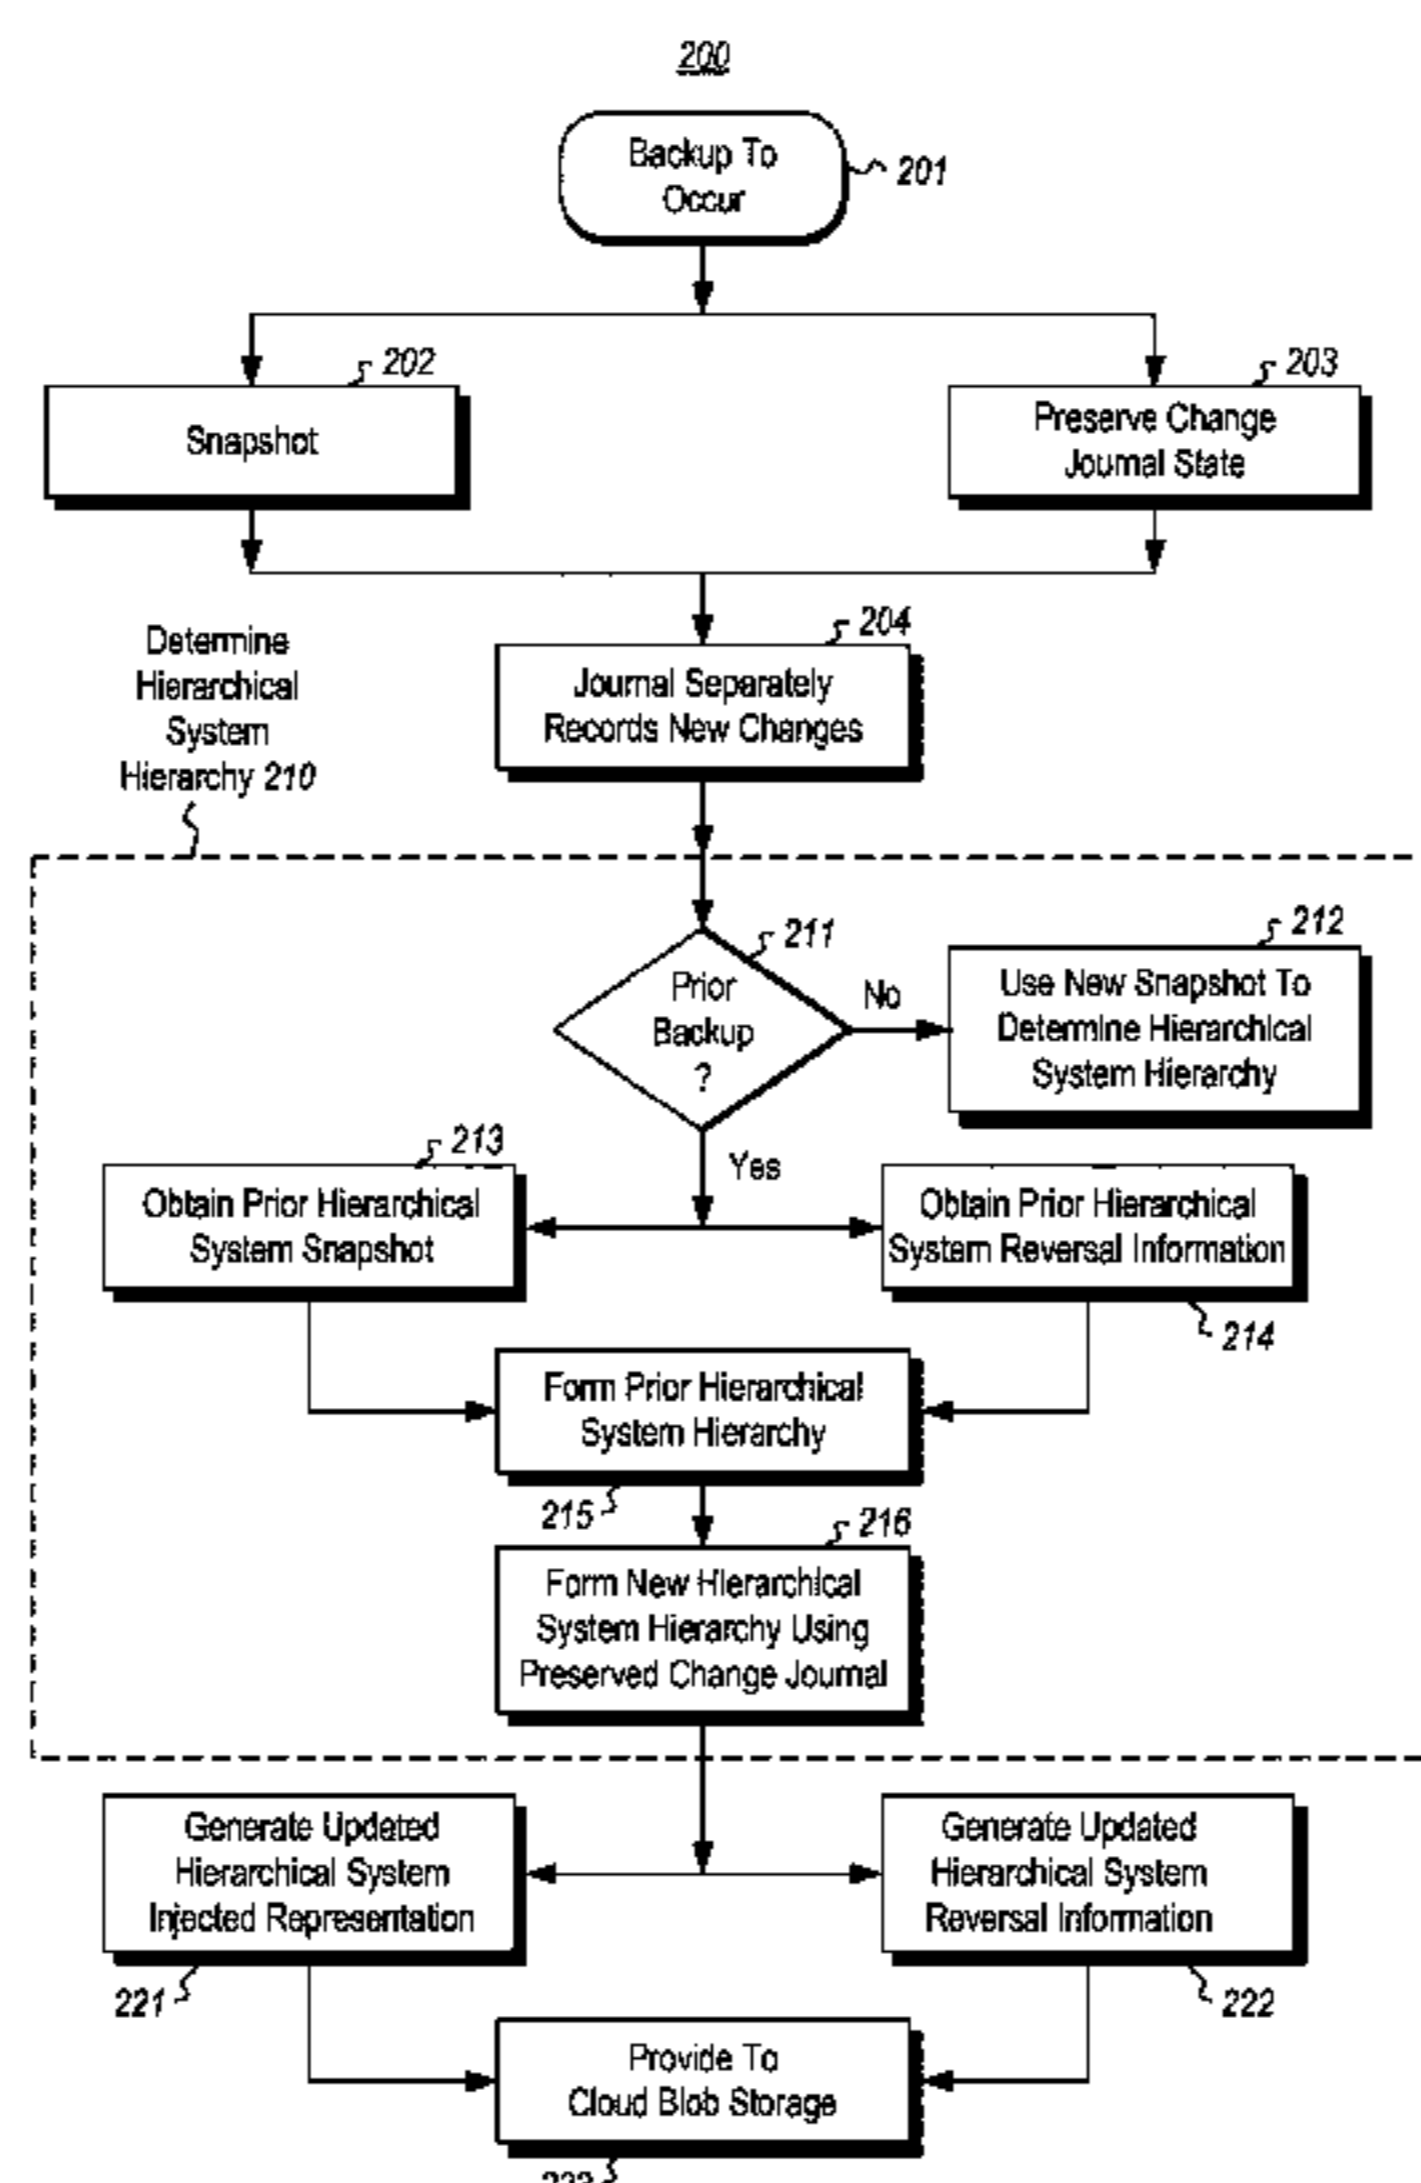 200
Backup To
Occur
201
202
Snapshot
203
Preserve Change
Journal State
204
Journal Separately
Records New Changes
Determine
Hierarchical
System
Hierarchy 210
211
Prior
Backup
?
No
Yes
212
Use New Snapshot To
Determine Hierarchical
System Hierarchy
213
Obtain Prior Hierarchical
System Snapshot
Obtain Prior Hierarchical
System Reversal Information
214
Form Prior Hierarchical
System Hierarchy
215
216
Form New Hierarchical
System Hierarchy Using
Preserved Change Journal
Generate Updated
Hierarchical System
Injected Representation
221
Generate Updated
Hierarchical System
Reversal Information
222
Provide To
Cloud Blob Storage